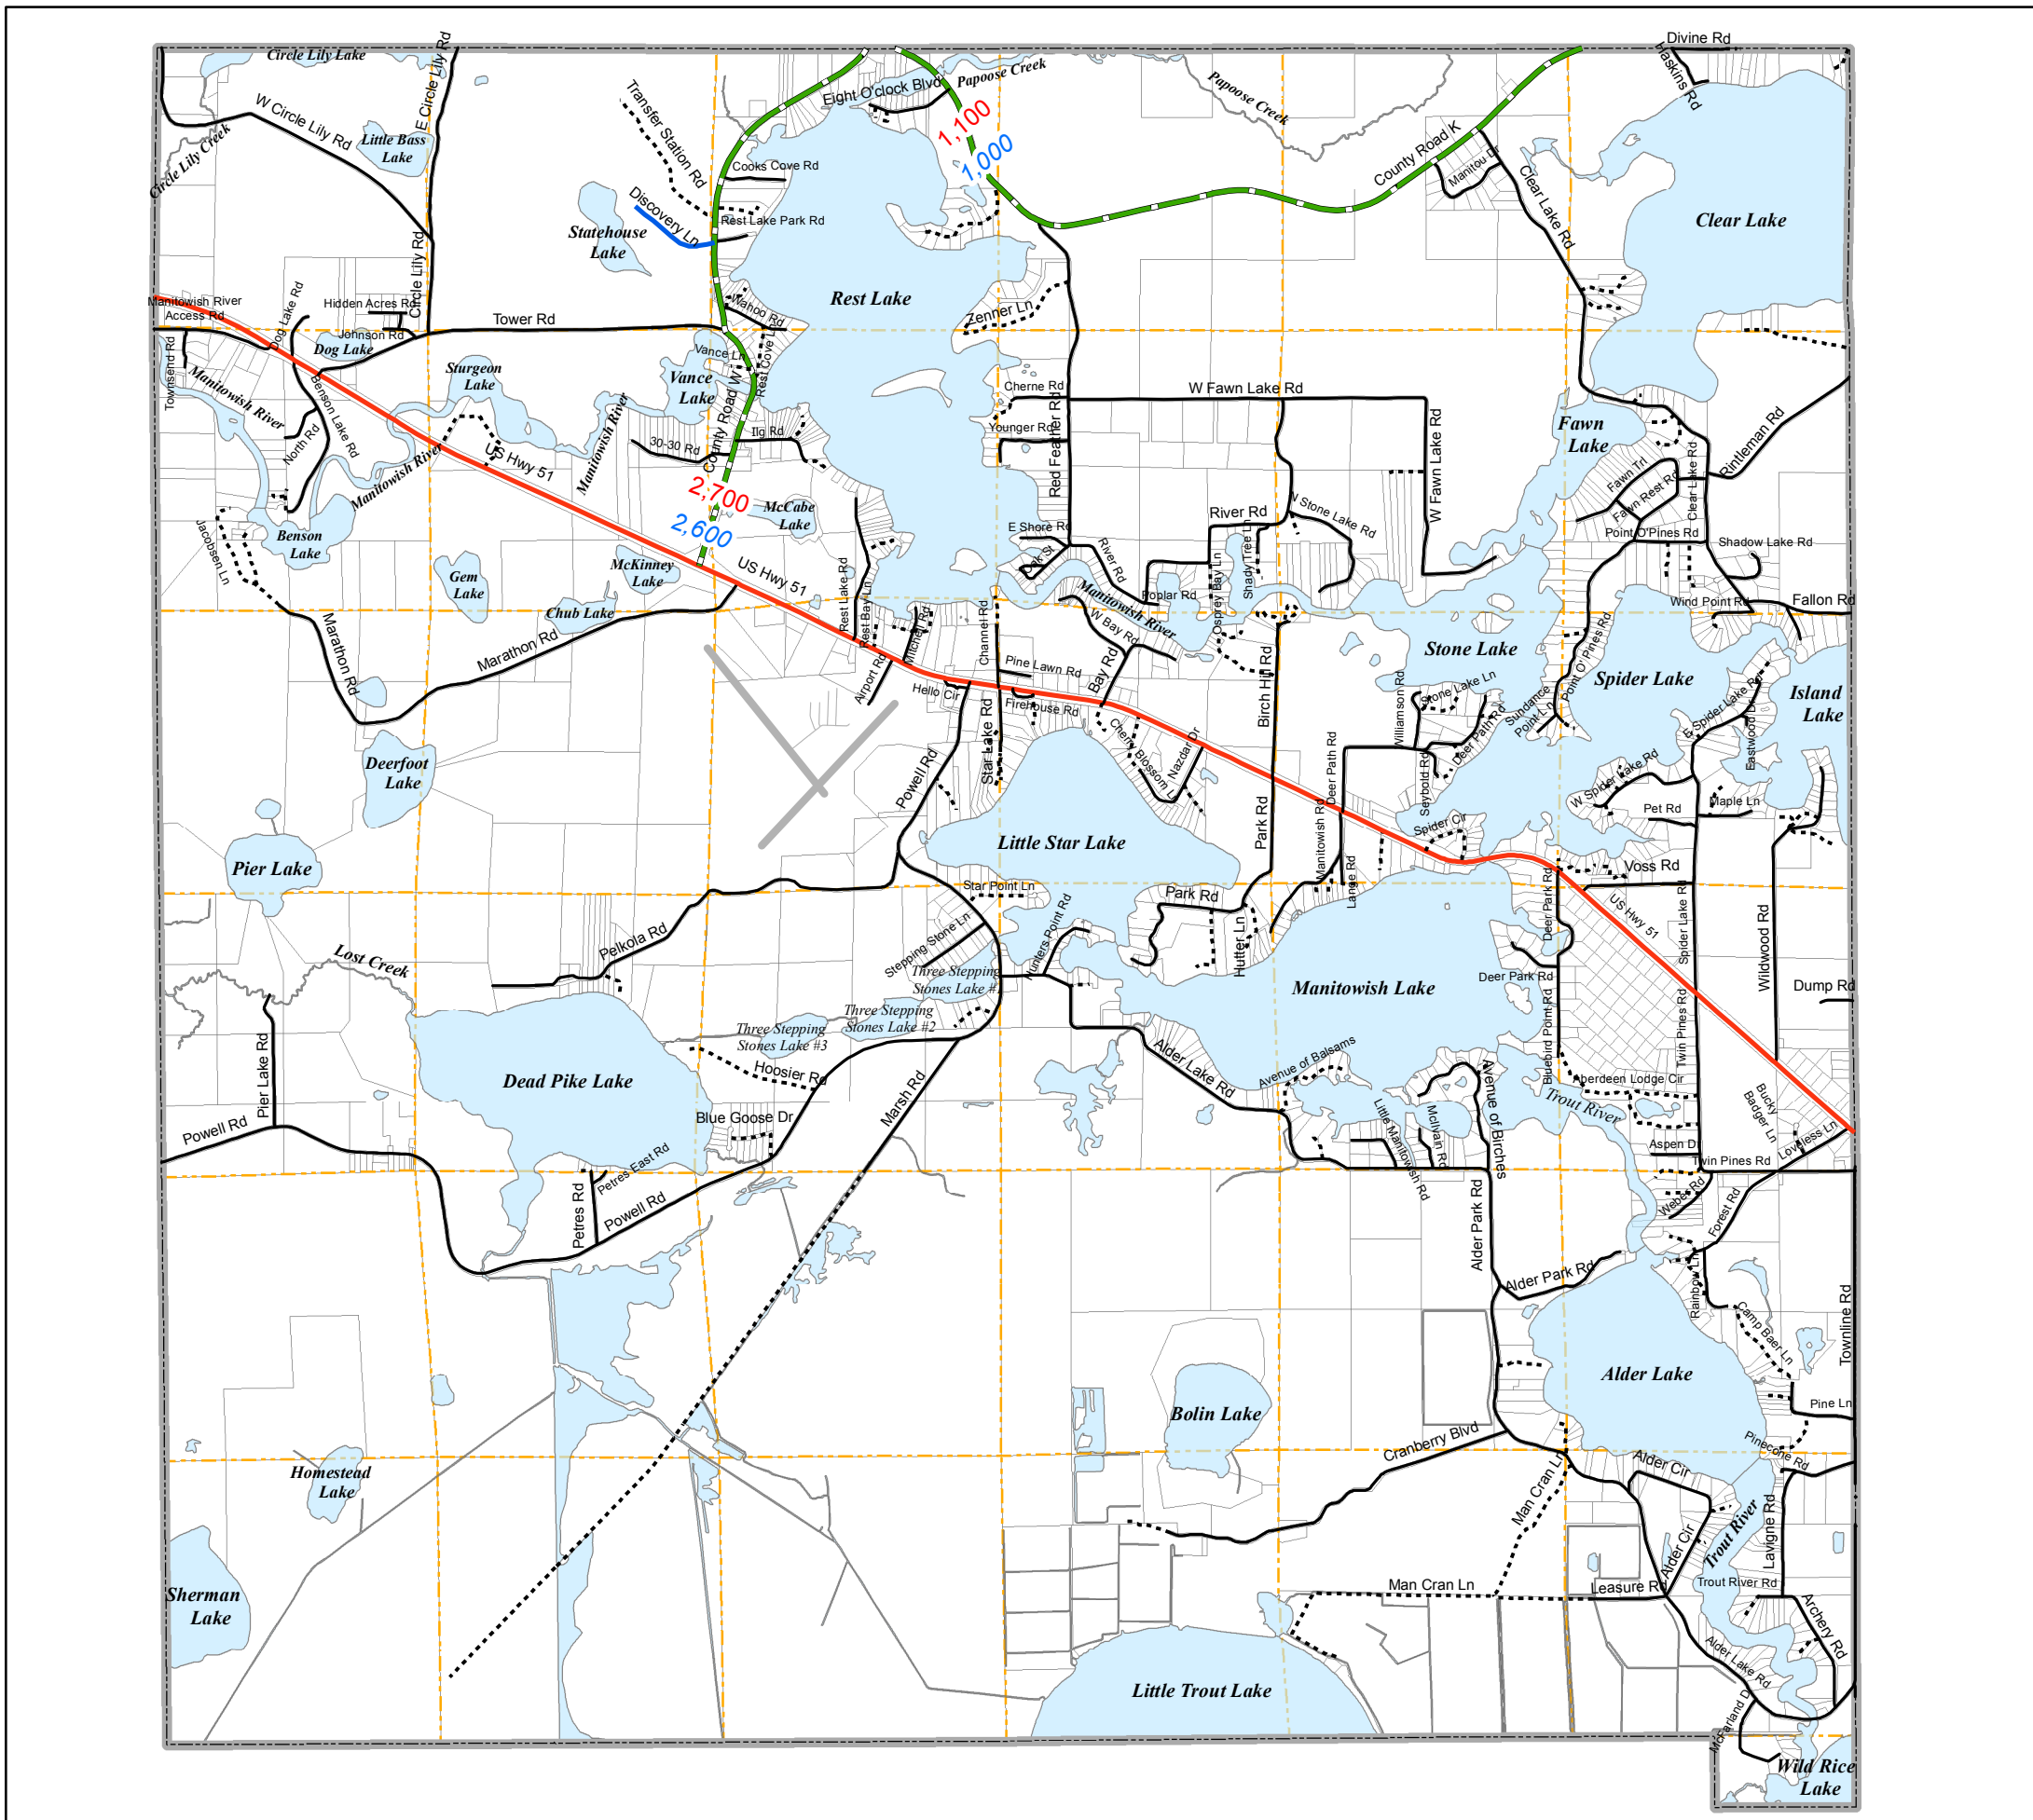 Divine Rd
Haskins Rd
Circle Lily Lake
E Circle Lily Rd
Papoose Creek
Papoose Creek
Eight O'clock Blvd
Transfer Station Rd
W Circle Lily Rd
Little Bass
Lake
Circle Lily Creek
1,100
1,000
County Road K
Manitou Dr
Clear Lake Rd
Cooks Cove Rd
Discovery Ln
Rest Lake Park Rd
Statehouse
Lake
Clear Lake
Circle Lily Rd
Rest Lake
Manitowish River
Access Rd
Dog Lake Rd
Hidden Acres Rd
Johnson Rd
Dog Lake
Tower Rd
Wahoo Rd
Zenner Ln
Vance Ln
Rest Cove Ln
Townsend Rd
Manitowish River
Benson Lake Rd
North Rd
Sturgeon
Lake
Vance
Lake
County Road W
Manitowish River
Manitowish River
US Hwy 51
30-30 Rd
Ilg Rd
Cherne Rd
Younger Rd
Red Feather Rd
W Fawn Lake Rd
W Fawn Lake Rd
Fawn
Lake
Rintleman Rd
Clear Lake Rd
Fawn Trl
Fawn Rest Rd
Point O'Pines Rd
Shadow Lake Rd
2,700
2,600
McCabe
Lake
N Stone Lake Rd
River Rd
E Shore Rd
Oak St
River Rd
Jacobsen Ln
Benson
Lake
Gem
Lake
McKinney
Lake
US Hwy 51
Chub Lake
Rest Lake Rd
Rest Bay Ln
Mitchell Rd
Channel Rd
Manitowish River
Poplar Rd
Osprey Bay Ln
Shady Tree Ln
W Bay Rd
Bay Rd
Wind Point Rd
Fallon Rd
Marathon Rd
Marathon Rd
Airport Rd
Hello Cir
Pine Lawn Rd
Firehouse Rd
Birch Hill Rd
Stone Lake
Spider Lake
Island
Lake
Point O' Pines Rd
Sundance
Point Ln
Williamson Rd
Stone Lake Ln
Deer Path Rd
Deer Path Rd
E Spider Lake Rd
Eastwood Dr
Star Lake Rd
Powell Rd
Cherry Blossom Ln
Nazdar Dr
Deerfoot
Lake
Seybold Rd
W Spider Lake Rd
Pet Rd
Maple Ln
Spider Cir
Park Rd
Manitowish Rd
Little Star Lake
Pier Lake
Voss Rd
Lange Rd
Star Point Ln
Park Rd
Deer Park Rd
US Hwy 51
Spider Lake Rd
Wildwood Rd
Hunters Point Rd
Stepping Stone Ln
Hutter Ln
Pelkola Rd
Lost Creek
Three Stepping
Stones Lake #1
Deer Park Rd
Manitowish Lake
Dump Rd
Three Stepping
Stones Lake #2
Three Stepping
Stones Lake #3
Pier Lake Rd
Hoosier Rd
Dead Pike Lake
Marsh Rd
Alder Lake Rd
Avenue of Balsams
Bluebird Point Rd
Twin Pines Rd
Aberdeen Lodge Cir
Trout River
Blue Goose Dr
Powell Rd
Little Manitowish Rd
McIvain Rd
Avenue of Birches
Bucky
Badger Ln
Loveless Ln
Aspen Dr
Twin Pines Rd
Petres East Rd
Petres Rd
Powell Rd
Weber Rd
Forest Rd
Alder Park Rd
Alder Park Rd
Rainbow Ln
Camp Baer Ln
Townline Rd
Alder Lake
Pine Ln
Bolin Lake
Cranberry Blvd
Pinecone Rd
Homestead
Lake
Alder Cir
Man Cran Ln
Trout River
Lavigne Rd
Alder Cir
Sherman
Lake
Man Cran Ln
Leasure Rd
Trout River Rd
Archery Rd
Alder Lake Rd
Little Trout Lake
McFarland D
Wild Rice
Lake